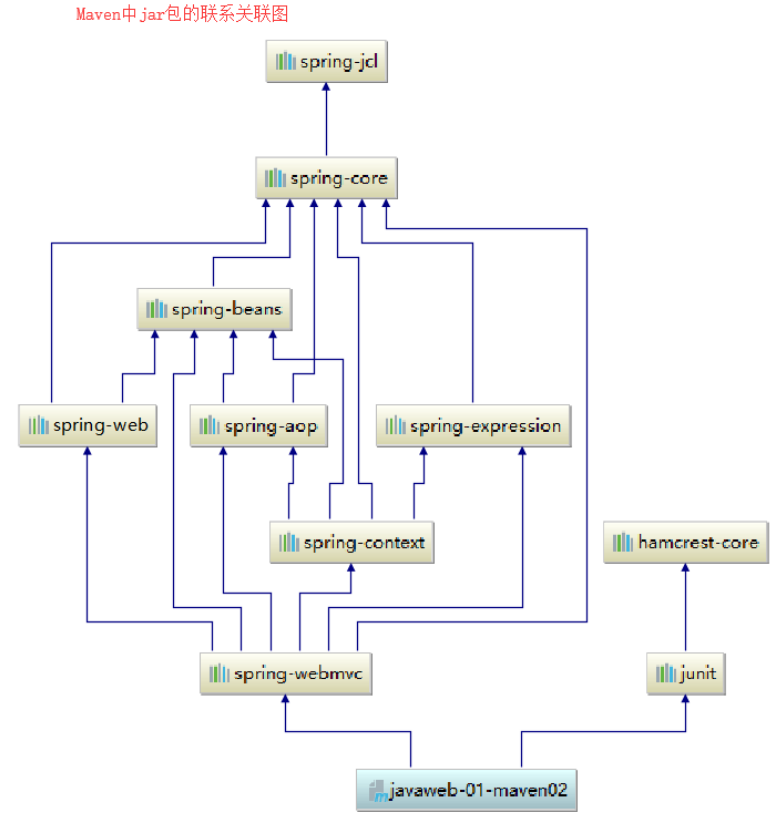 Maven中jar包的联系关联图
spring-jcl
spring-core
spring-beans
spring-web
spring-aop
spring-expression
spring-context
hamcrest-core
spring-webmvc
junit
javaweb-01-maven02